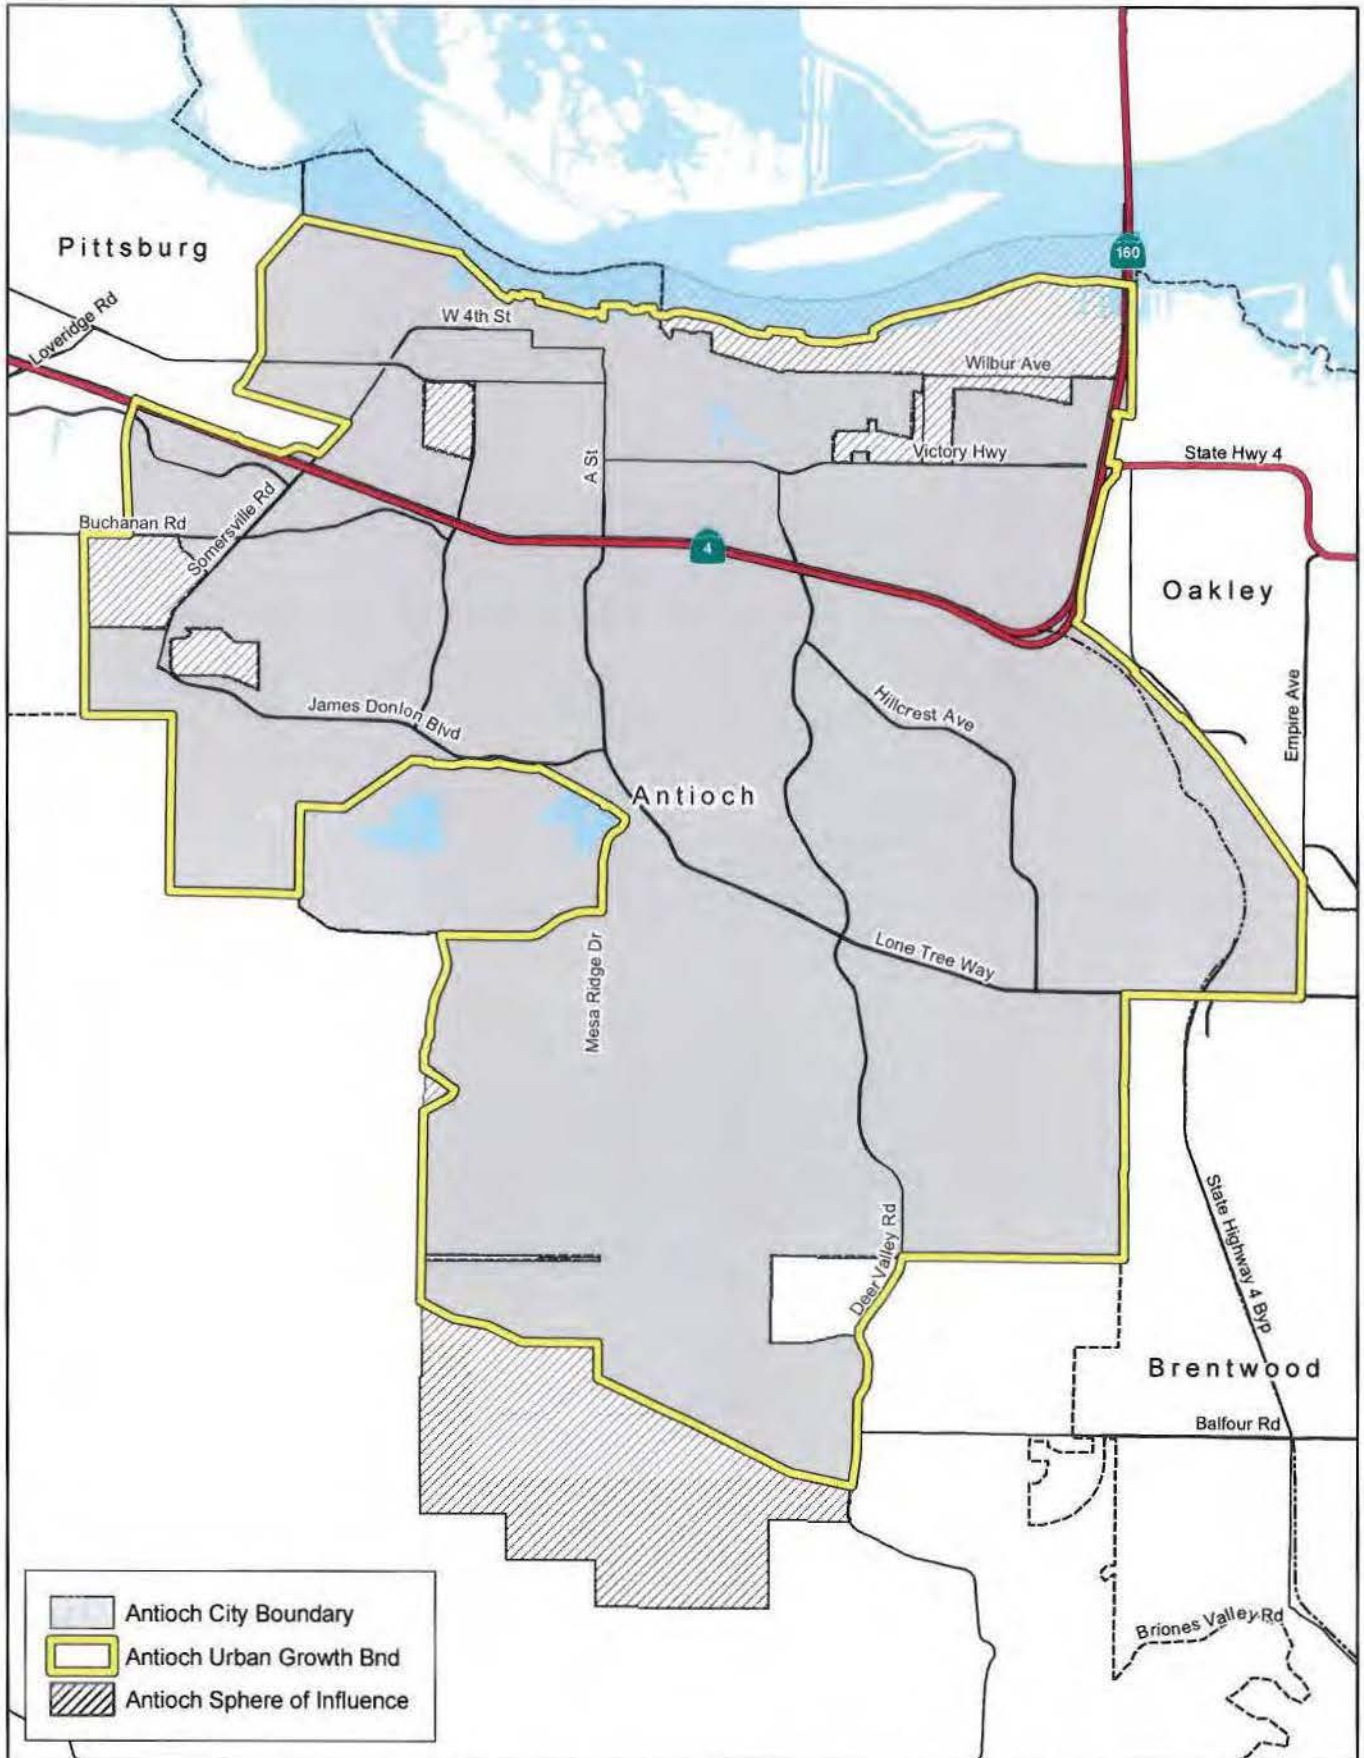 160
Pittsburg
Loveridge Rd
W 4th St
Wilbur Ave
A St
Victory Hwy
State Hwy 4
Buchanan Rd
Somersville Rd
4
Oakley
Empire Ave
James Donlon Blvd
Hillcrest Ave
Antioch
Mesa Ridge Dr
Lone Tree Way
Deer Valley Rd
State Highway 4 Byp
Brentwood
Balfour Rd
Briones Valley Rd
Antioch City Boundary
Antioch Urban Growth Bnd
Antioch Sphere of Influence